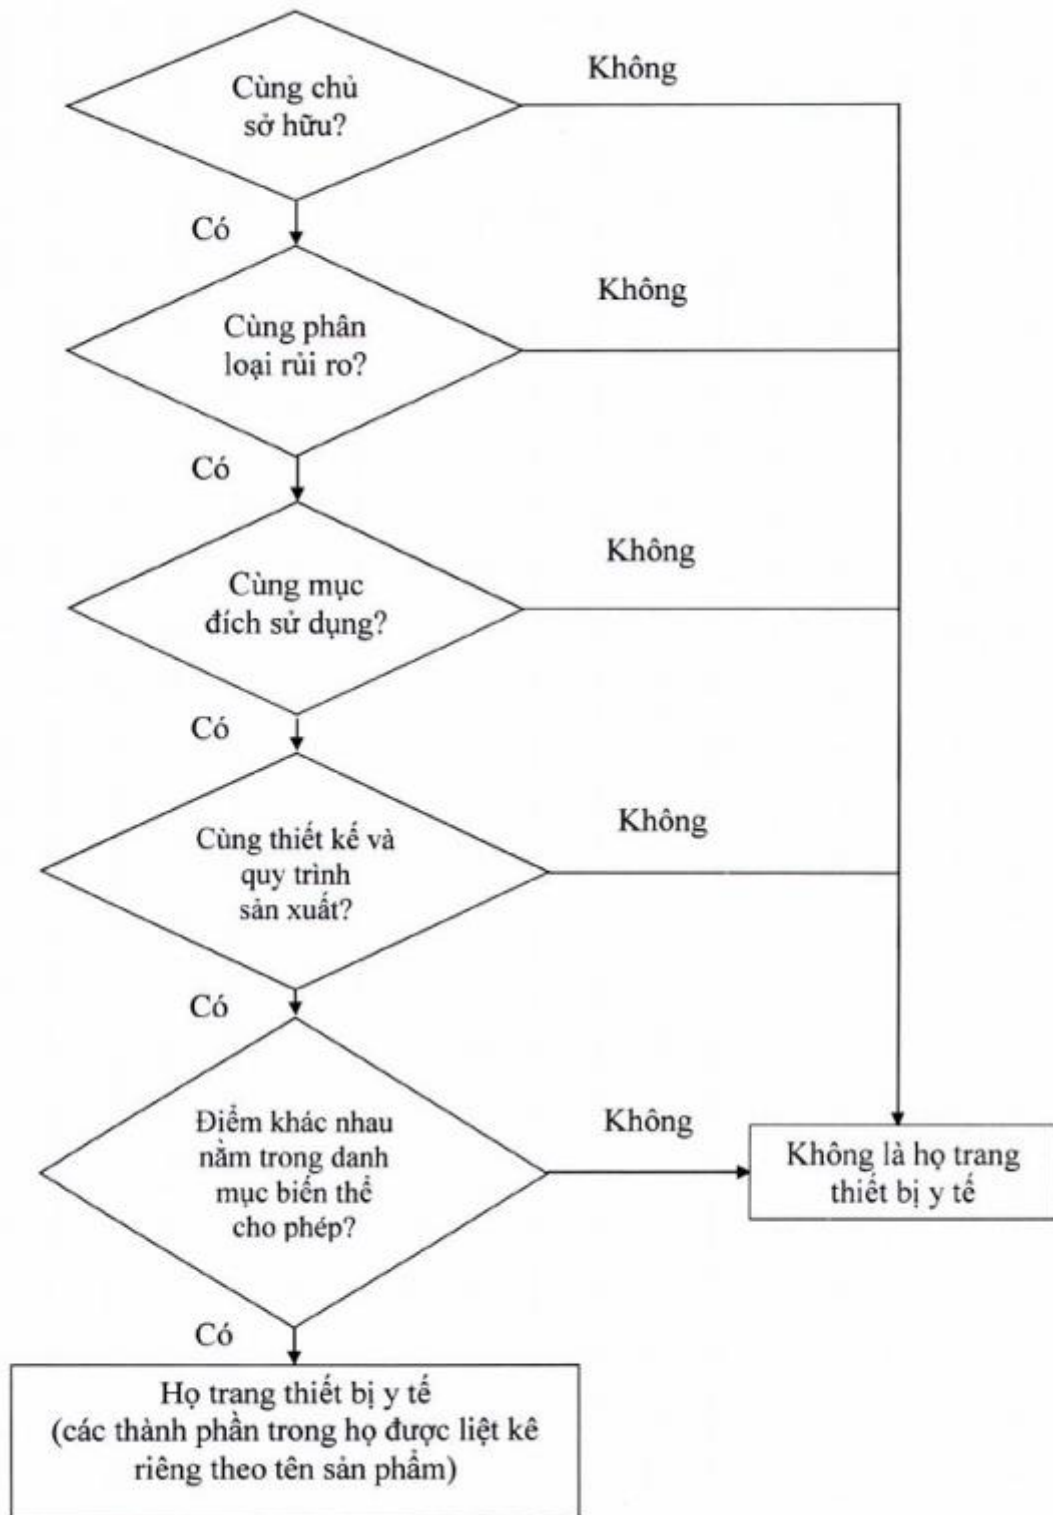 Cùng chủ
sở hữu?
Không
Có
Cùng phân
loại rủi ro?
Không
Có
Cùng mục
đích sử dụng?
Không
Có
Cùng thiết kế và
quy trình
sản xuất?
Không
Có
Điểm khác nhau
nằm trong danh
mục biến thể
cho phép?
Không
Không là họ trang
thiết bị y tế
Có
Họ trang thiết bị y tế
(các thành phần trong họ được liệt kê
riêng theo tên sản phẩm)